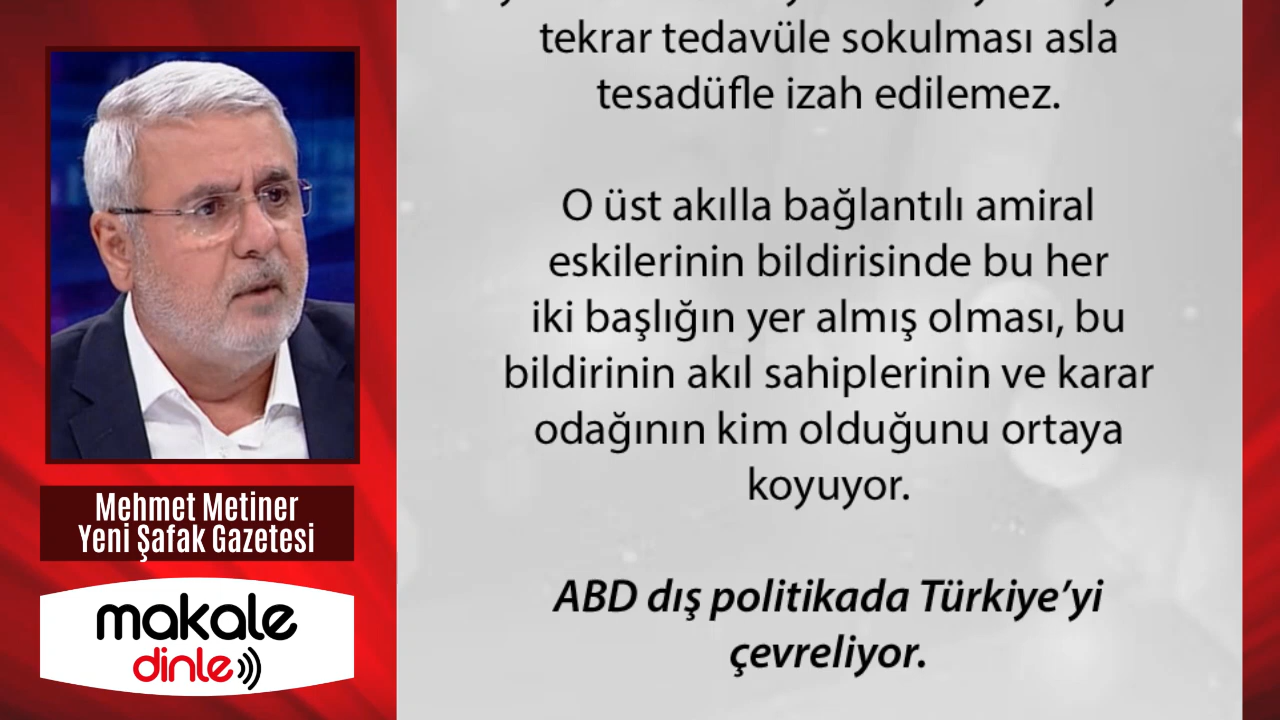 tekrar tedavüle sokulması asla
tesadüfle izah edilemez.
O üst akılla bağlantılı amiral
eskilerinin bildirisinde bu her
iki başlığın yer almış olması, bu
bildirinin akıl sahiplerinin ve karar
odağının kim olduğunu ortaya
koyuyor.
ABD dış politikada Türkiye’yi
çevreliyor.
Mehmet Metiner
Yeni Şafak Gazetesi
makale
dinle